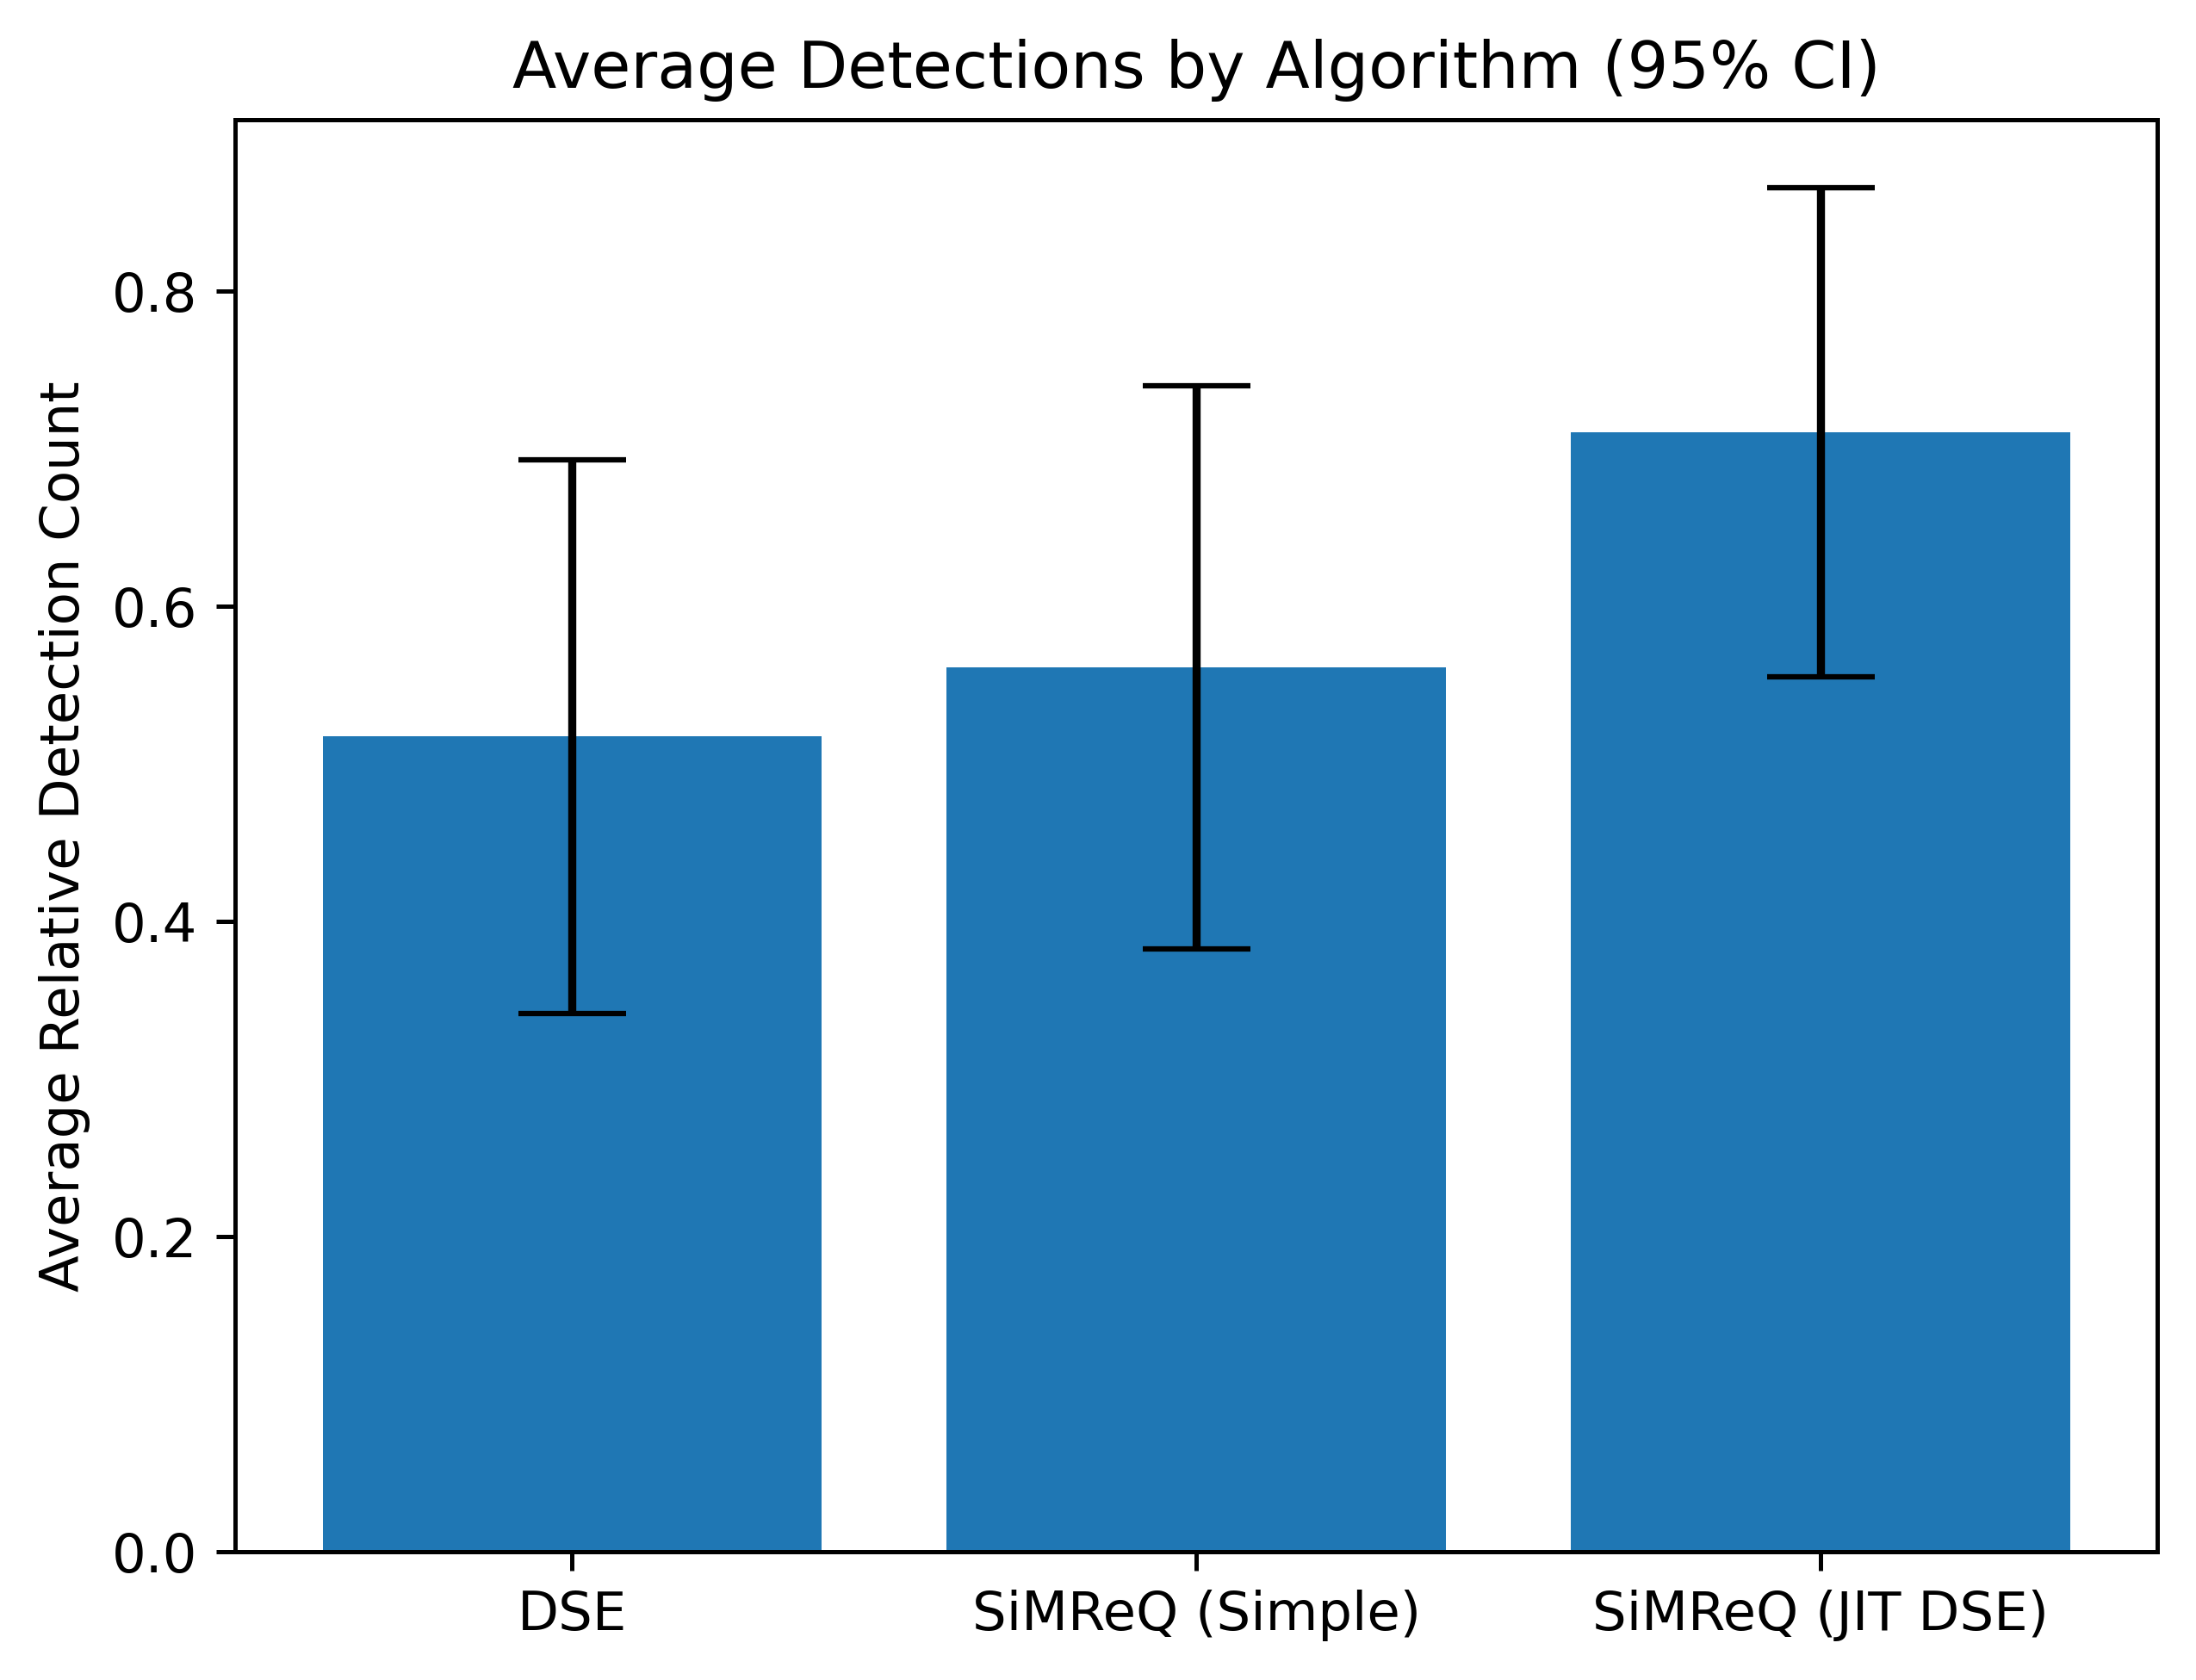 Average Detections by Algorithm (95% CI)
Average Relative Detection Count
0.8
0.6
0.4
0.2
0.0
DSE
SiMReQ (Simple)
SiMReQ (JIT DSE)